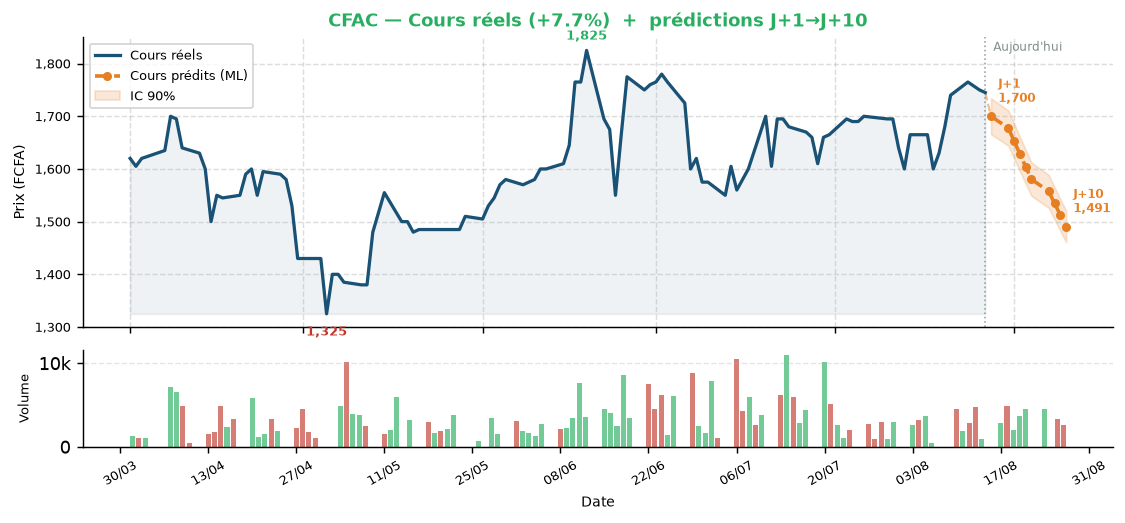 CFAC — Cours réels (+7.7%)  +  prédictions J+1→J+10
1,825
Aujourd'hui
Cours réels
Cours prédits (ML)
IC 90%
J+1
1,700
J+10
1,491
1,325
Prix (FCFA)
1,800
1,700
1,600
1,500
1,400
1,300
Volume
10k
0
30/03
13/04
27/04
11/05
25/05
08/06
22/06
06/07
20/07
03/08
17/08
31/08
Date